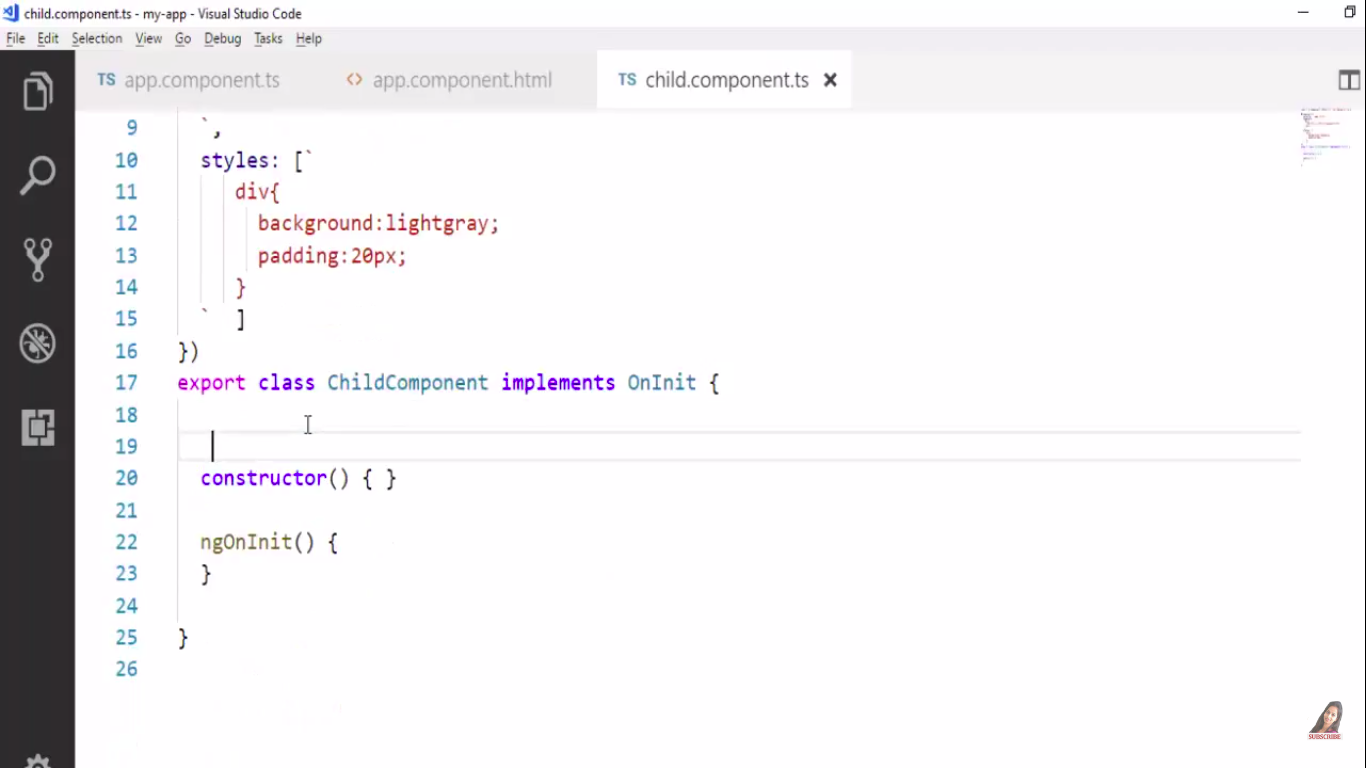 child.component.ts - my-app - Visual Studio Code
File Edit Selection View Go Debug Tasks Help
TS app.component.ts <> app.component.html TS child.component.ts ×
9 `,
10 styles: [`
11 div{
12 background:lightgray;
13 padding:20px;
14 }
15 ` ]
16 })
17 export class ChildComponent implements OnInit {
18
19
20 constructor() { }
21
22 ngOnInit() {
23 }
24
25 }
26
SUBSCRIBE